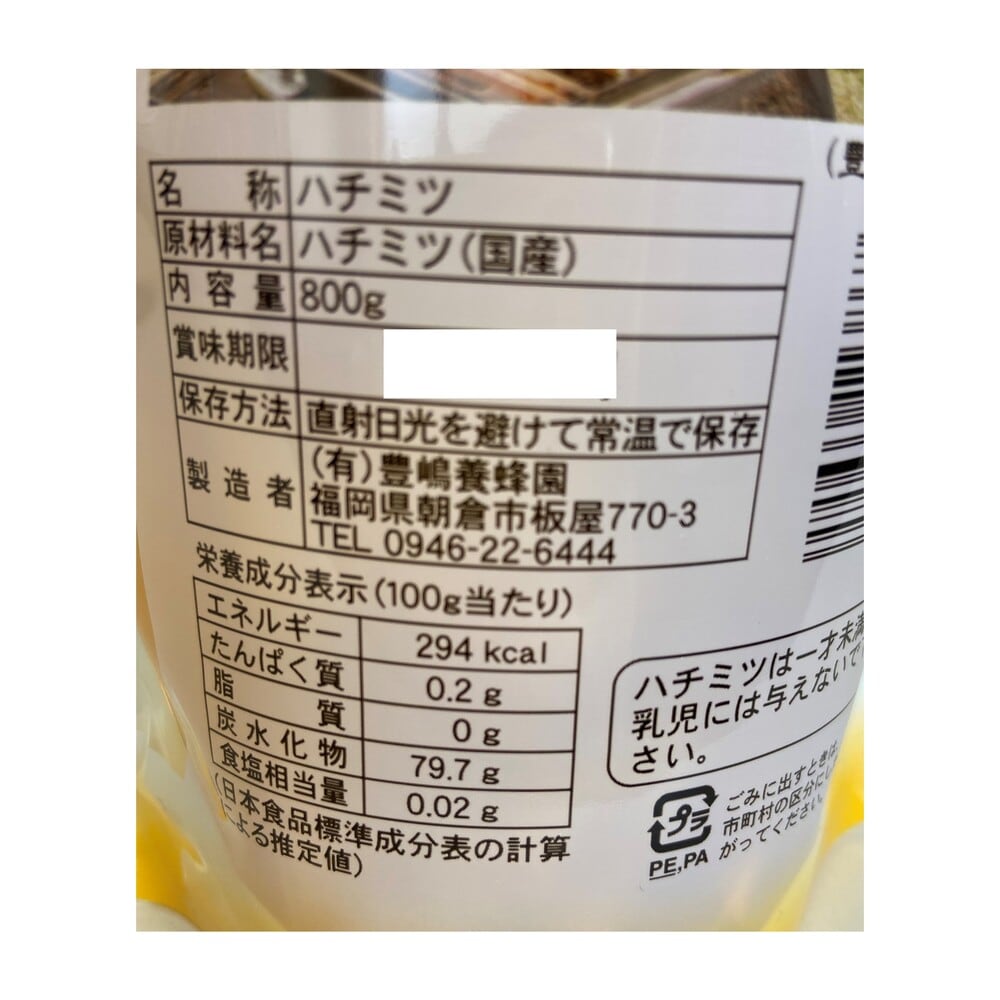 名称 ハチミツ
原材料名 ハチミツ(国産)
内容量 800g
賞味期限
保存方法 直射日光を避けて常温で保存
製造者 (有)豊嶋養蜂園
福岡県朝倉市板屋770-3
TEL 0946-22-6444
栄養成分表示(100g当たり)
エネルギー 294 kcal
たんぱく質 0.2 g
脂質 0 g
炭水化物 79.7 g
食塩相当量 0.02 g
(日本食品標準成分表の計算
による推定値)
(豊
ハチミツは一才未満
乳児には与えないで
さい。
プラ
PE,PA
ごみに出すときは、
市町村の区分にし
がってください。